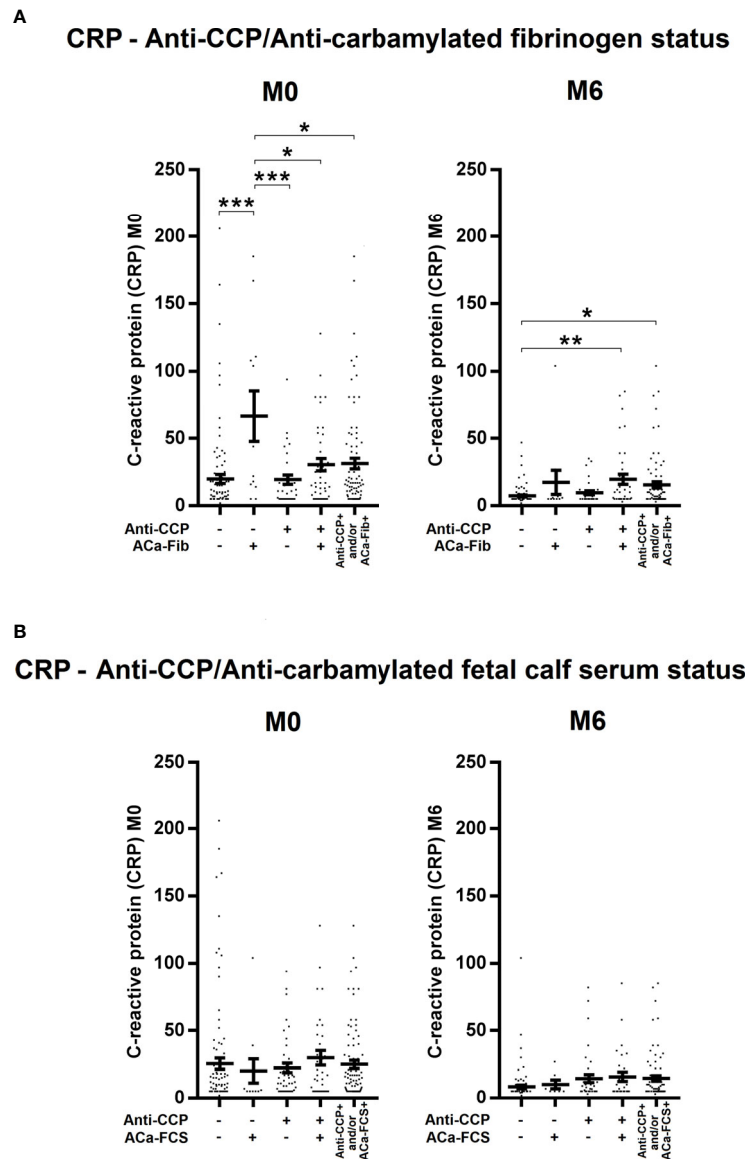 A
CRP - Anti-CCP/Anti-carbamylated fibrinogen status
M0
M6
C-reactive protein (CRP) M0
250
200
150
100
50
0
***
***
*
*
Anti-CCP - - + + Anti-CCP+ and/or ACa-Fib+
ACa-Fib - + - +
C-reactive protein (CRP) M6
250
200
150
100
50
0
**
*
Anti-CCP - - + + Anti-CCP+ and/or ACa-Fib+
ACa-Fib - + - +
B
CRP - Anti-CCP/Anti-carbamylated fetal calf serum status
M0
M6
C-reactive protein (CRP) M0
250
200
150
100
50
0
Anti-CCP - - + + Anti-CCP+ and/or ACa-FCS+
ACa-FCS - + - +
C-reactive protein (CRP) M6
250
200
150
100
50
0
Anti-CCP - - + + Anti-CCP+ and/or ACa-FCS+
ACa-FCS - + - +